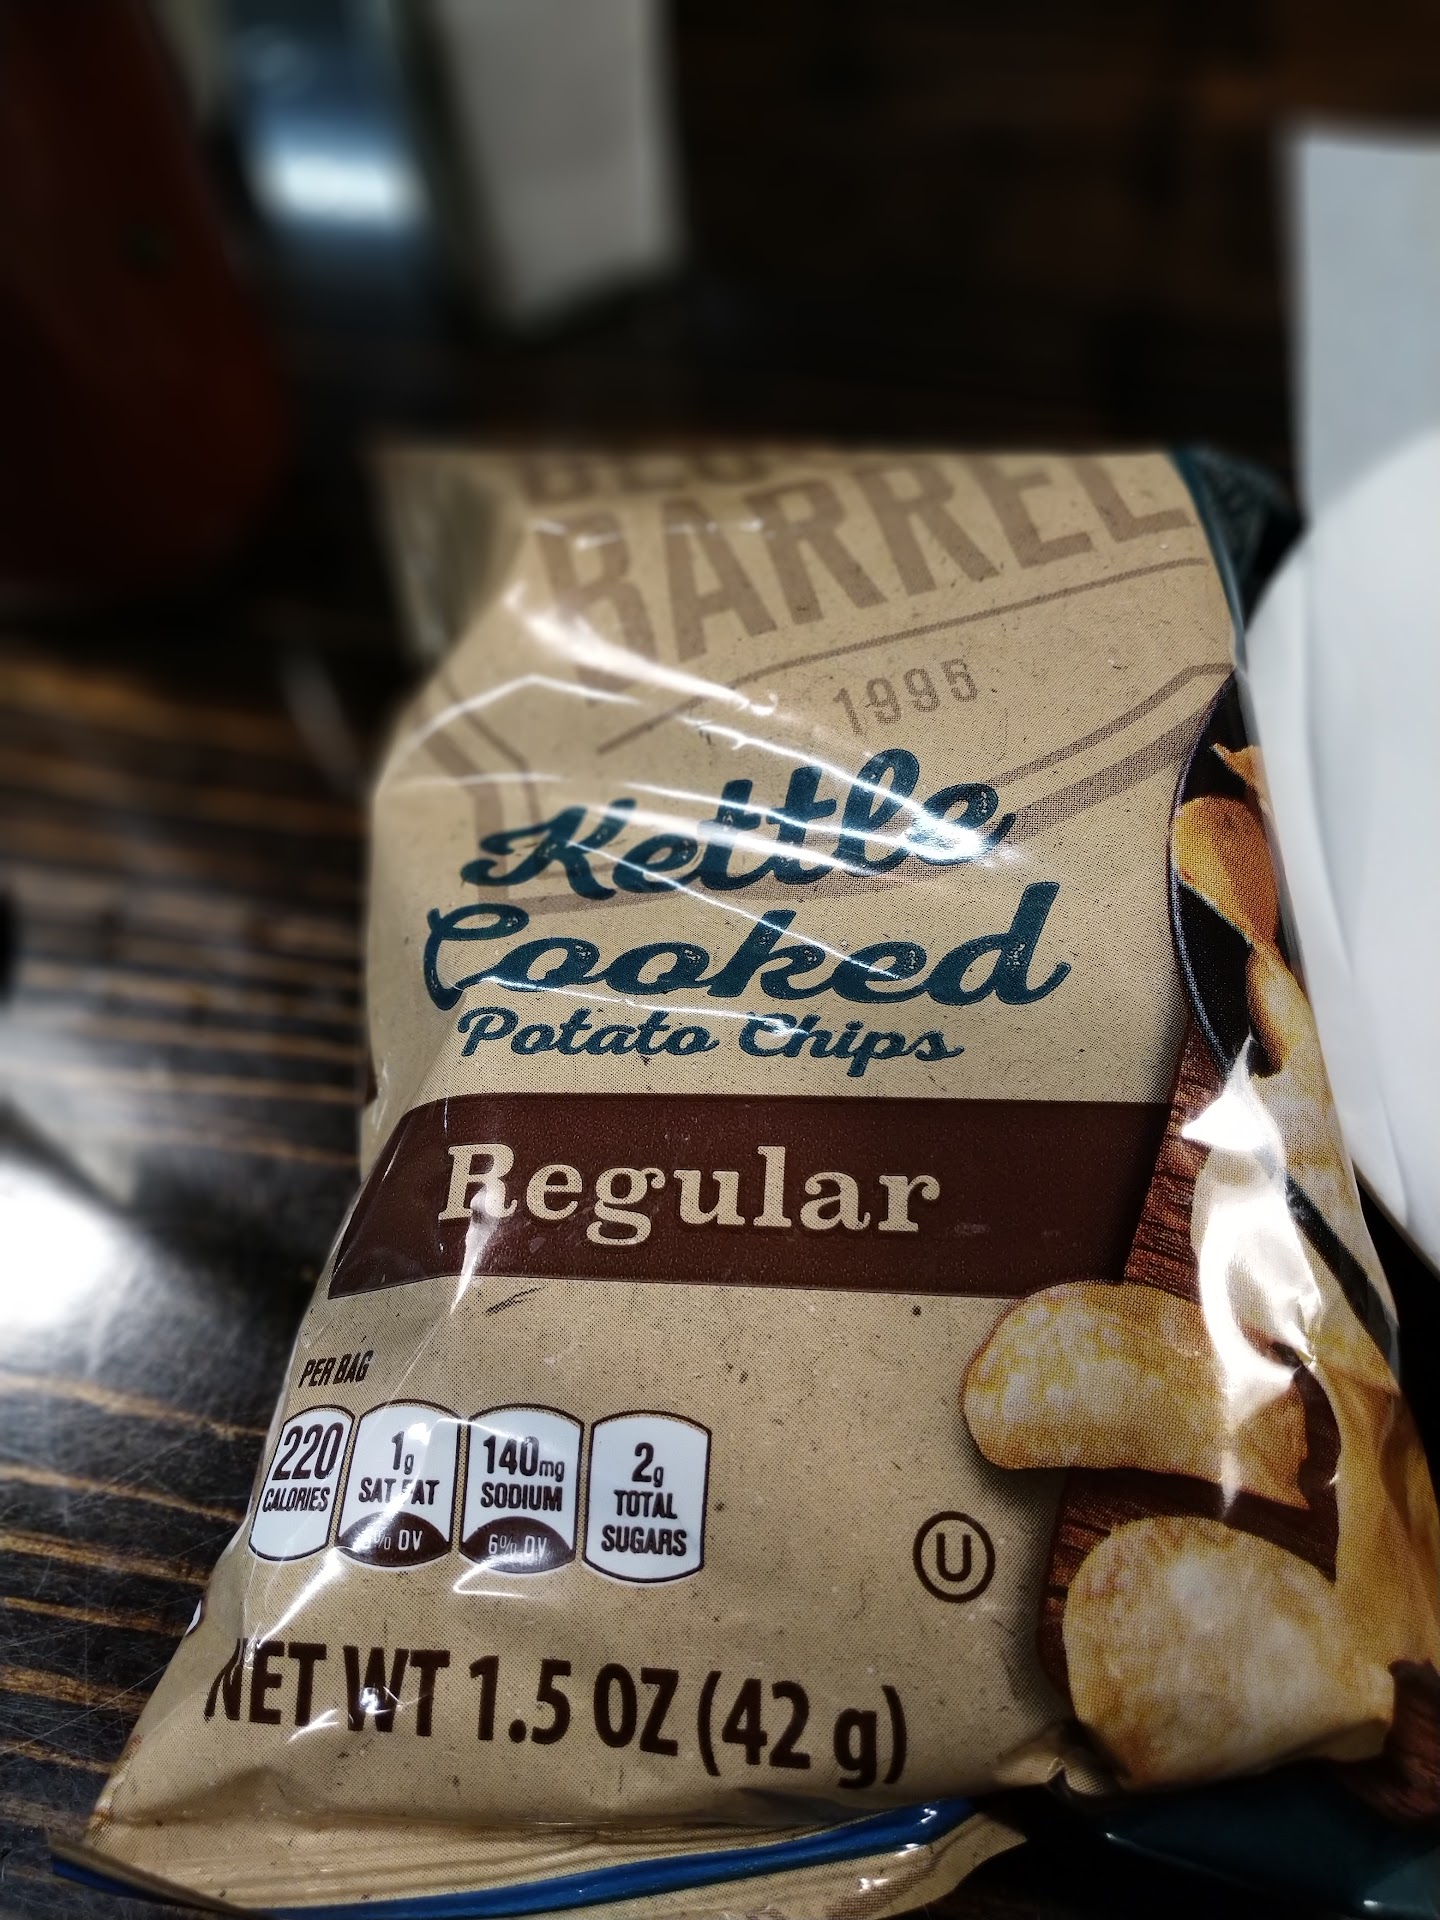 BARREL
1995
Kettle
Cooked
Potato Chips
Regular
PER BAG
220
CALORIES
1g
SAT FAT
% DV
140mg
SODIUM
6% DV
2g
TOTAL
SUGARS
U
NET WT 1.5 OZ (42 g)